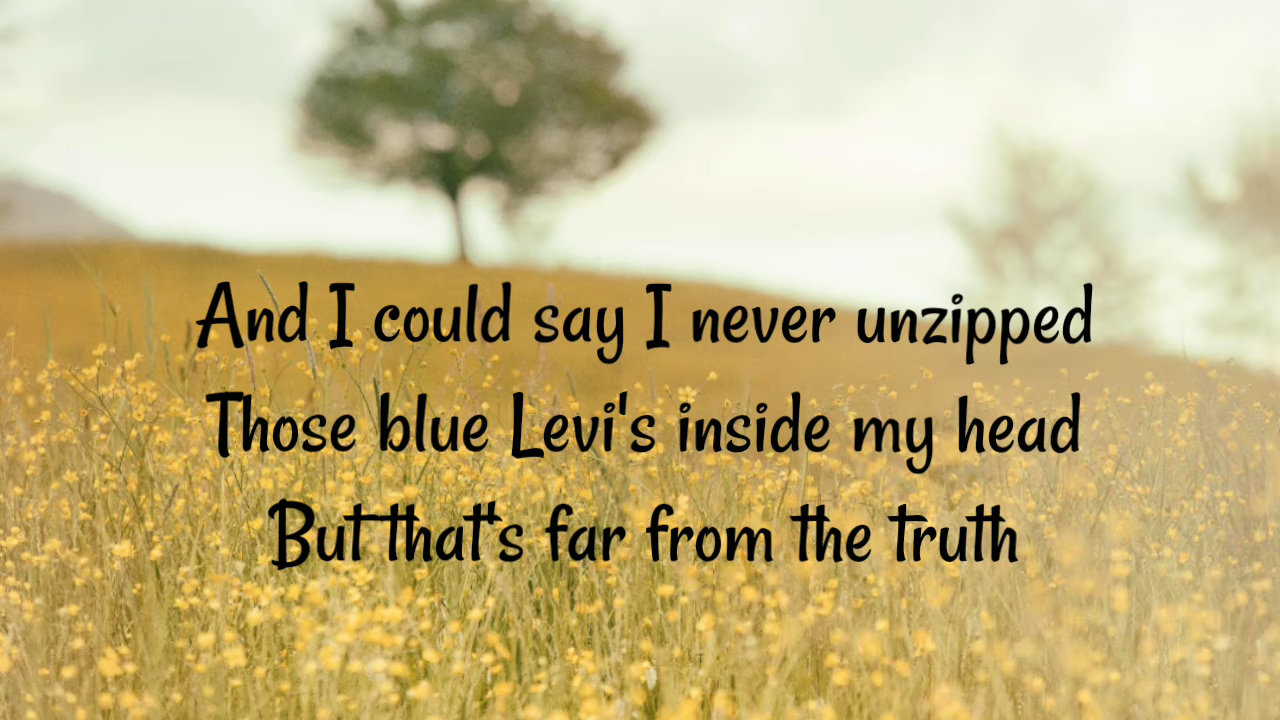 And I could say I never unzipped
Those blue Levi's inside my head
But that's far from the truth